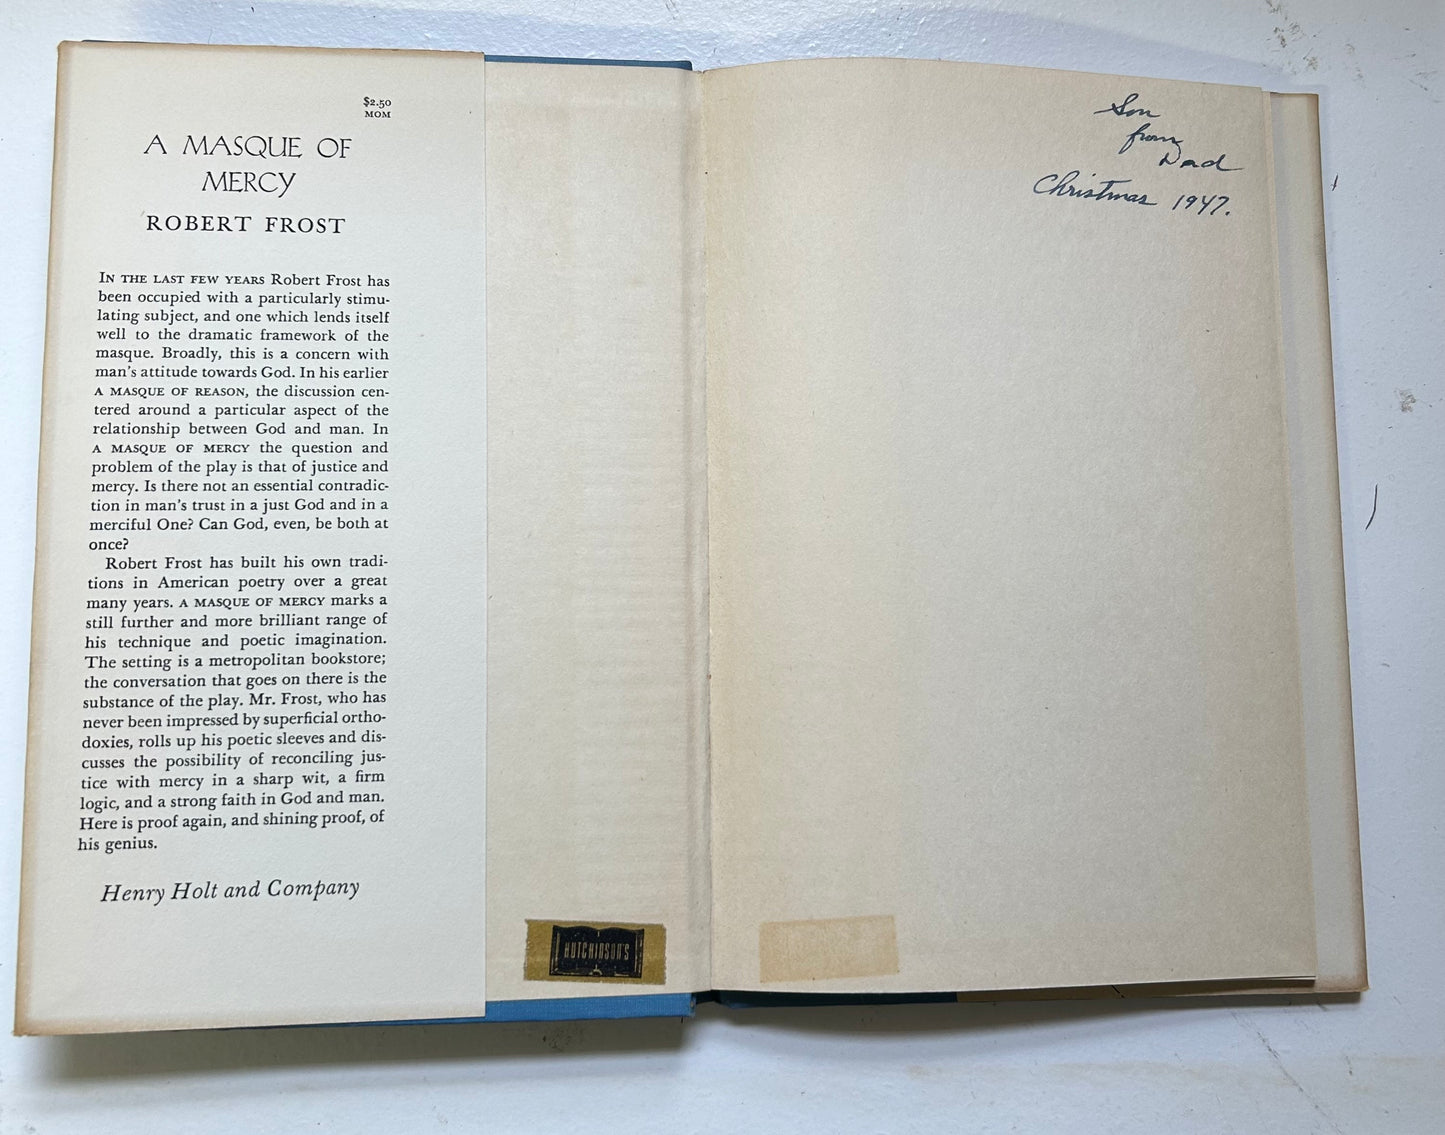 $2.50
MOM
A MASQUE OF
MERCY
ROBERT FROST
IN THE LAST FEW YEARS Robert Frost has
been occupied with a particularly stimu-
lating subject, and one which lends itself
well to the dramatic framework of the
masque. Broadly, this is a concern with
man's attitude towards God. In his earlier
A MASQUE OF REASON, the discussion cen-
tered around a particular aspect of the
relationship between God and man. In
A MASQUE OF MERCY the question and
problem of the play is that of justice and
mercy. Is there not an essential contradic-
tion in man's trust in a just God and in a
merciful One? Can God, even, be both at
once?
Robert Frost has built his own tradi-
tions in American poetry over a great
many years. A MASQUE OF MERCY marks a
still further and more brilliant range of
his technique and poetic imagination.
The setting is a metropolitan bookstore;
the conversation that goes on there is the
substance of the play. Mr. Frost, who has
never been impressed by superficial ortho-
doxies, rolls up his poetic sleeves and dis-
cusses the possibility of reconciling jus-
tice with mercy in a sharp wit, a firm
logic, and a strong faith in God and man.
Here is proof again, and shining proof, of
his genius.
Henry Holt and Company
HUTCHINSON'S
Son
from
Dad
Christmas 1947.